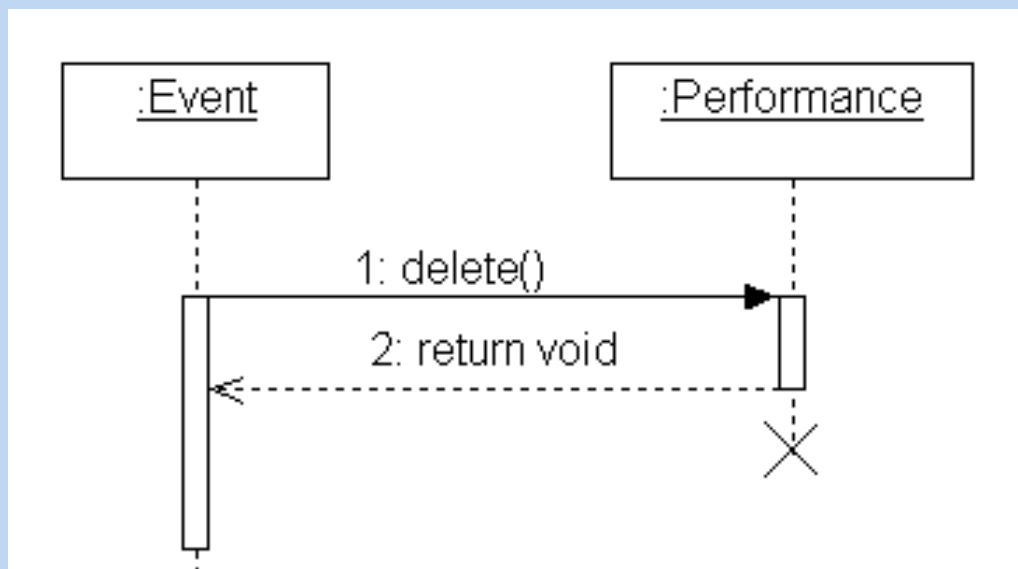 :Event
:Performance
1: delete()
2: return void